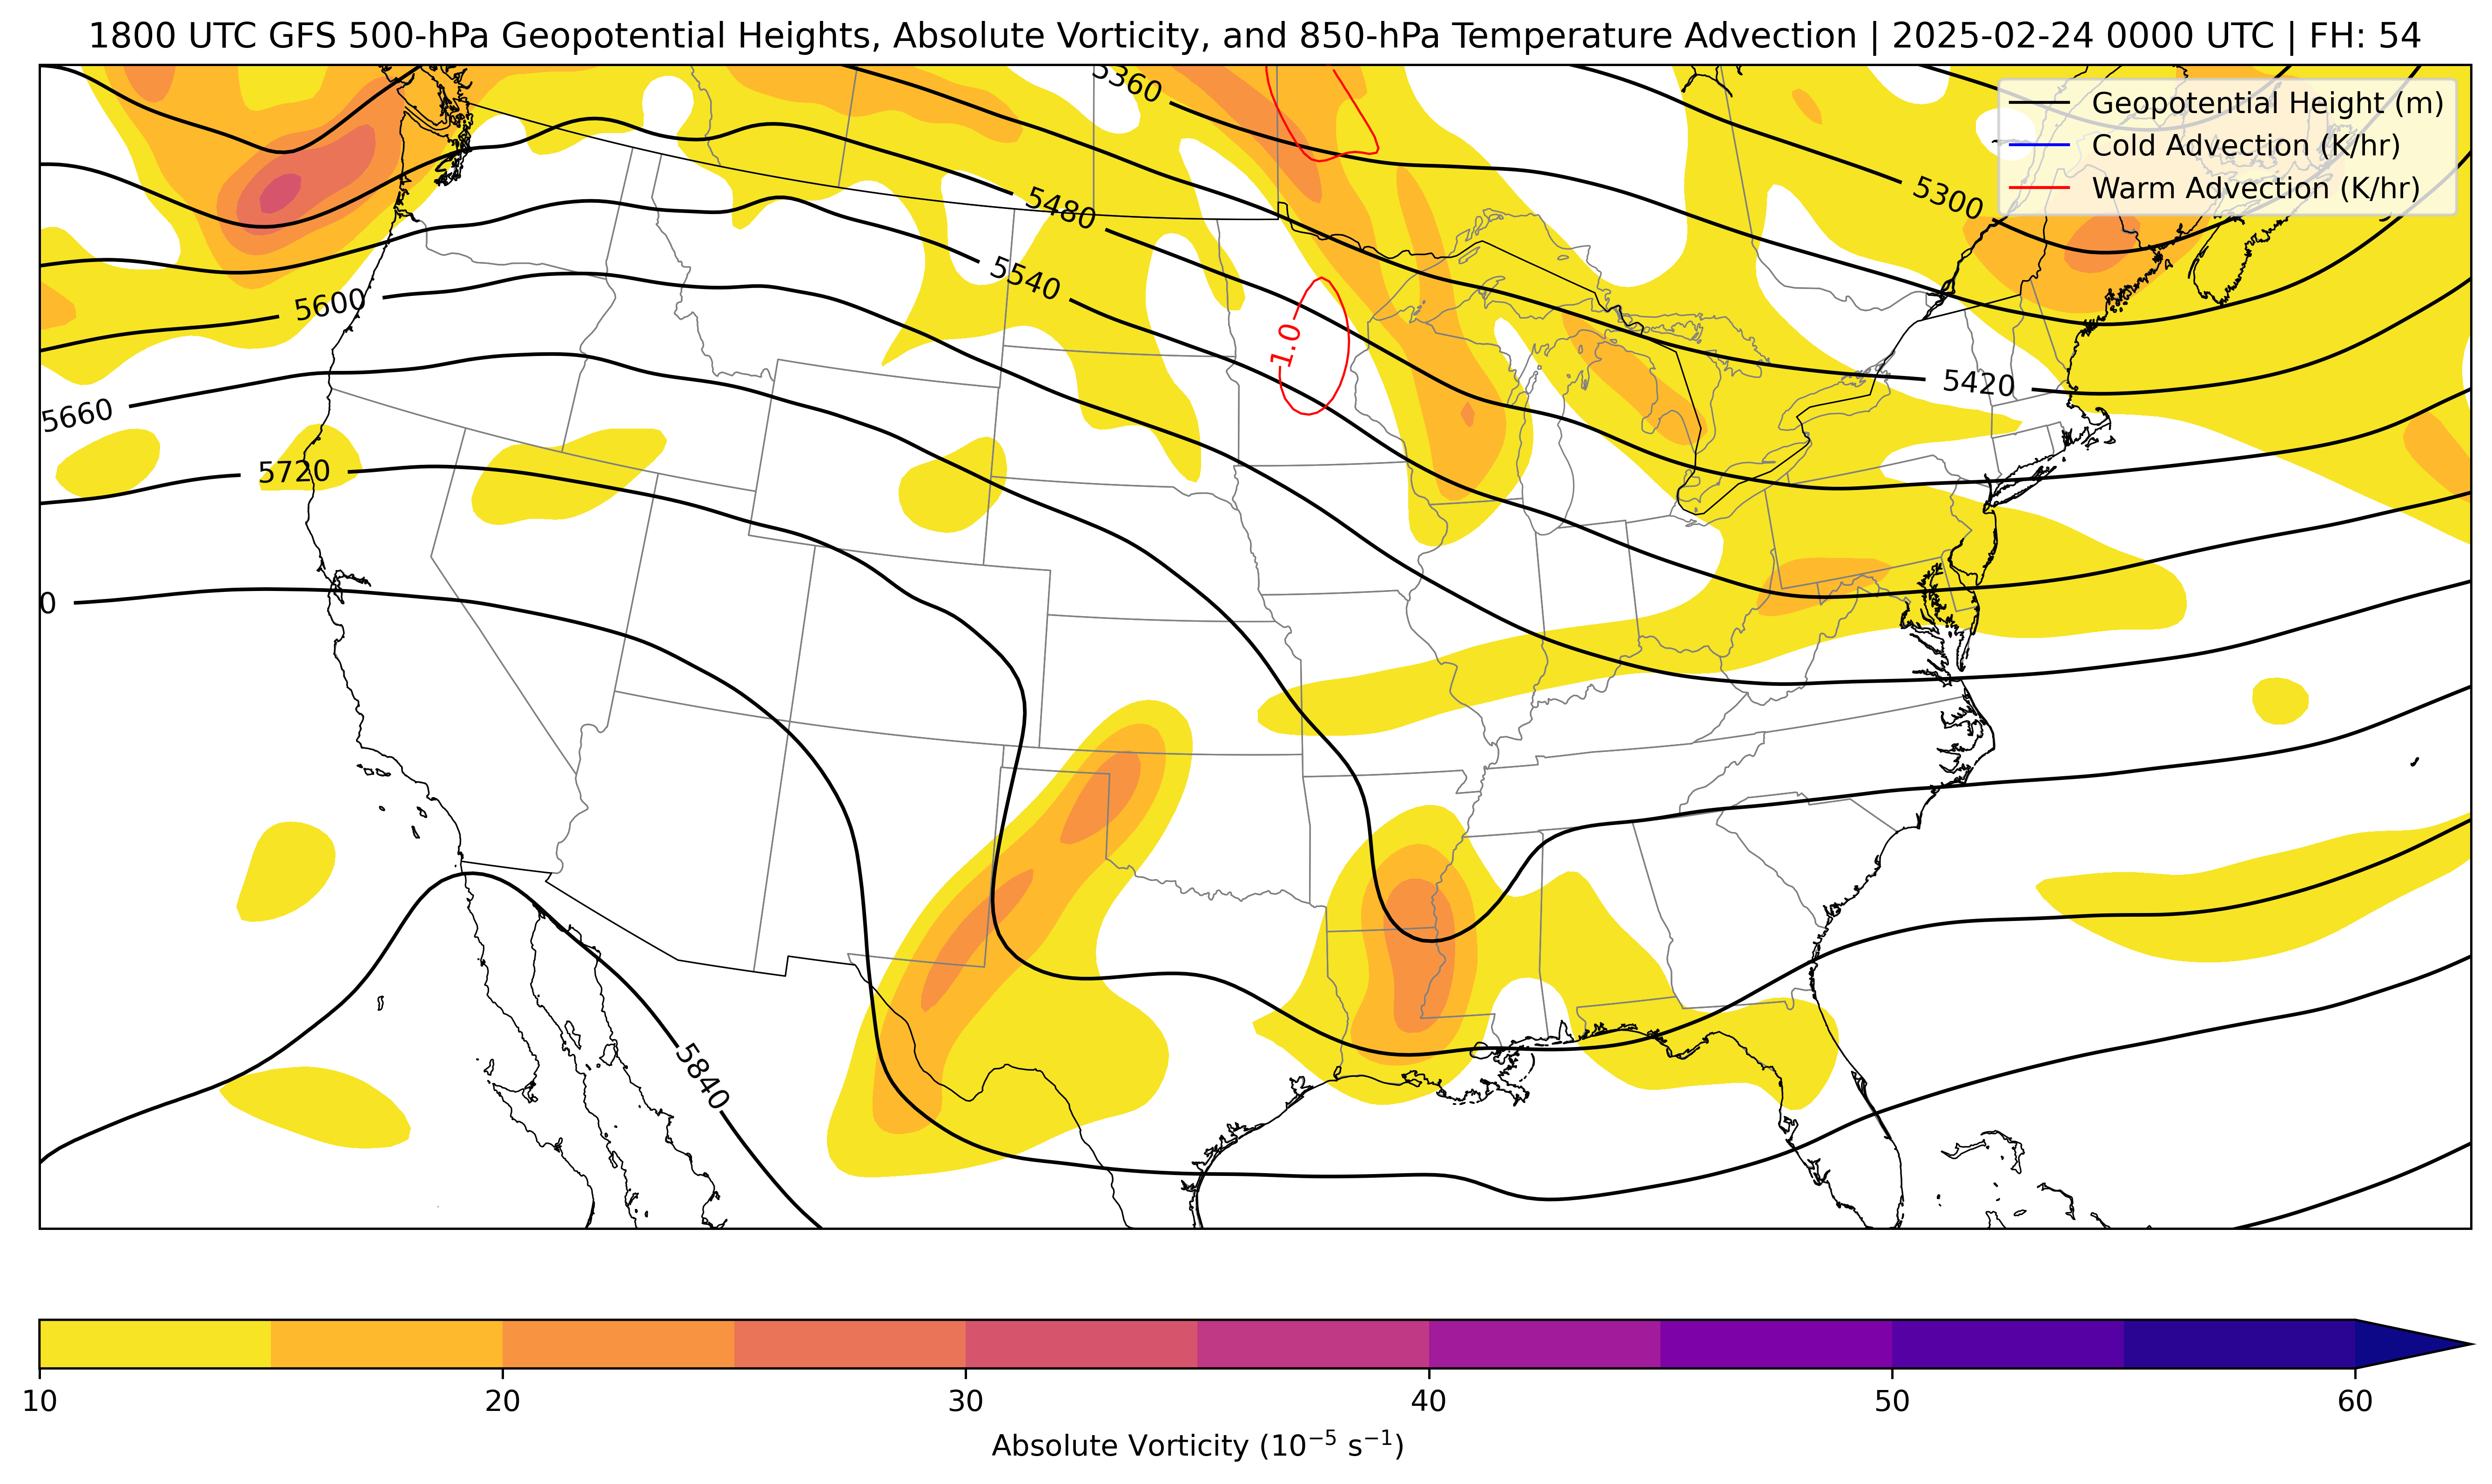 1800 UTC GFS 500-hPa Geopotential Heights, Absolute Vorticity, and 850-hPa Temperature Advection | 2025-02-24 0000 UTC | FH: 54
Geopotential Height (m)
Cold Advection (K/hr)
Warm Advection (K/hr)
5360
5300
5480
5540
5600
1.0
5420
5660
5720
0
5840
10 20 30 40 50 60
Absolute Vorticity (10⁻⁵ s⁻¹)